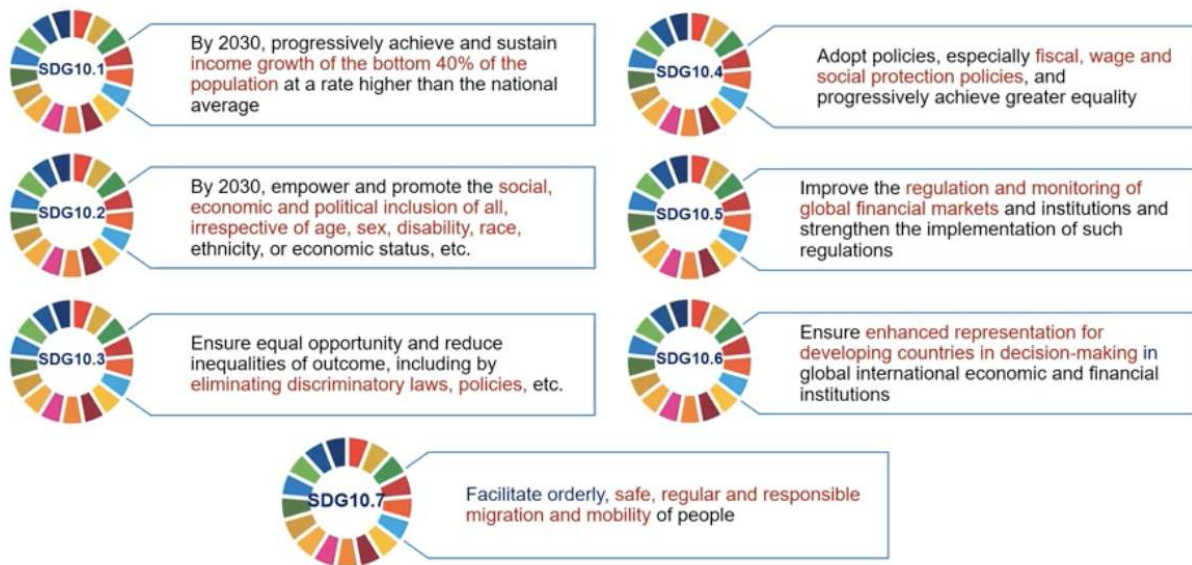 SDG10.1
By 2030, progressively achieve and sustain
income growth of the bottom 40% of the
population at a rate higher than the national
average
SDG10.4
Adopt policies, especially fiscal, wage and
social protection policies, and
progressively achieve greater equality
SDG10.2
By 2030, empower and promote the social,
economic and political inclusion of all,
irrespective of age, sex, disability, race,
ethnicity, or economic status, etc.
SDG10.5
Improve the regulation and monitoring of
global financial markets and institutions and
strengthen the implementation of such
regulations
SDG10.3
Ensure equal opportunity and reduce
inequalities of outcome, including by
eliminating discriminatory laws, policies, etc.
SDG10.6
Ensure enhanced representation for
developing countries in decision-making in
global international economic and financial
institutions
SDG10.7
Facilitate orderly, safe, regular and responsible
migration and mobility of people